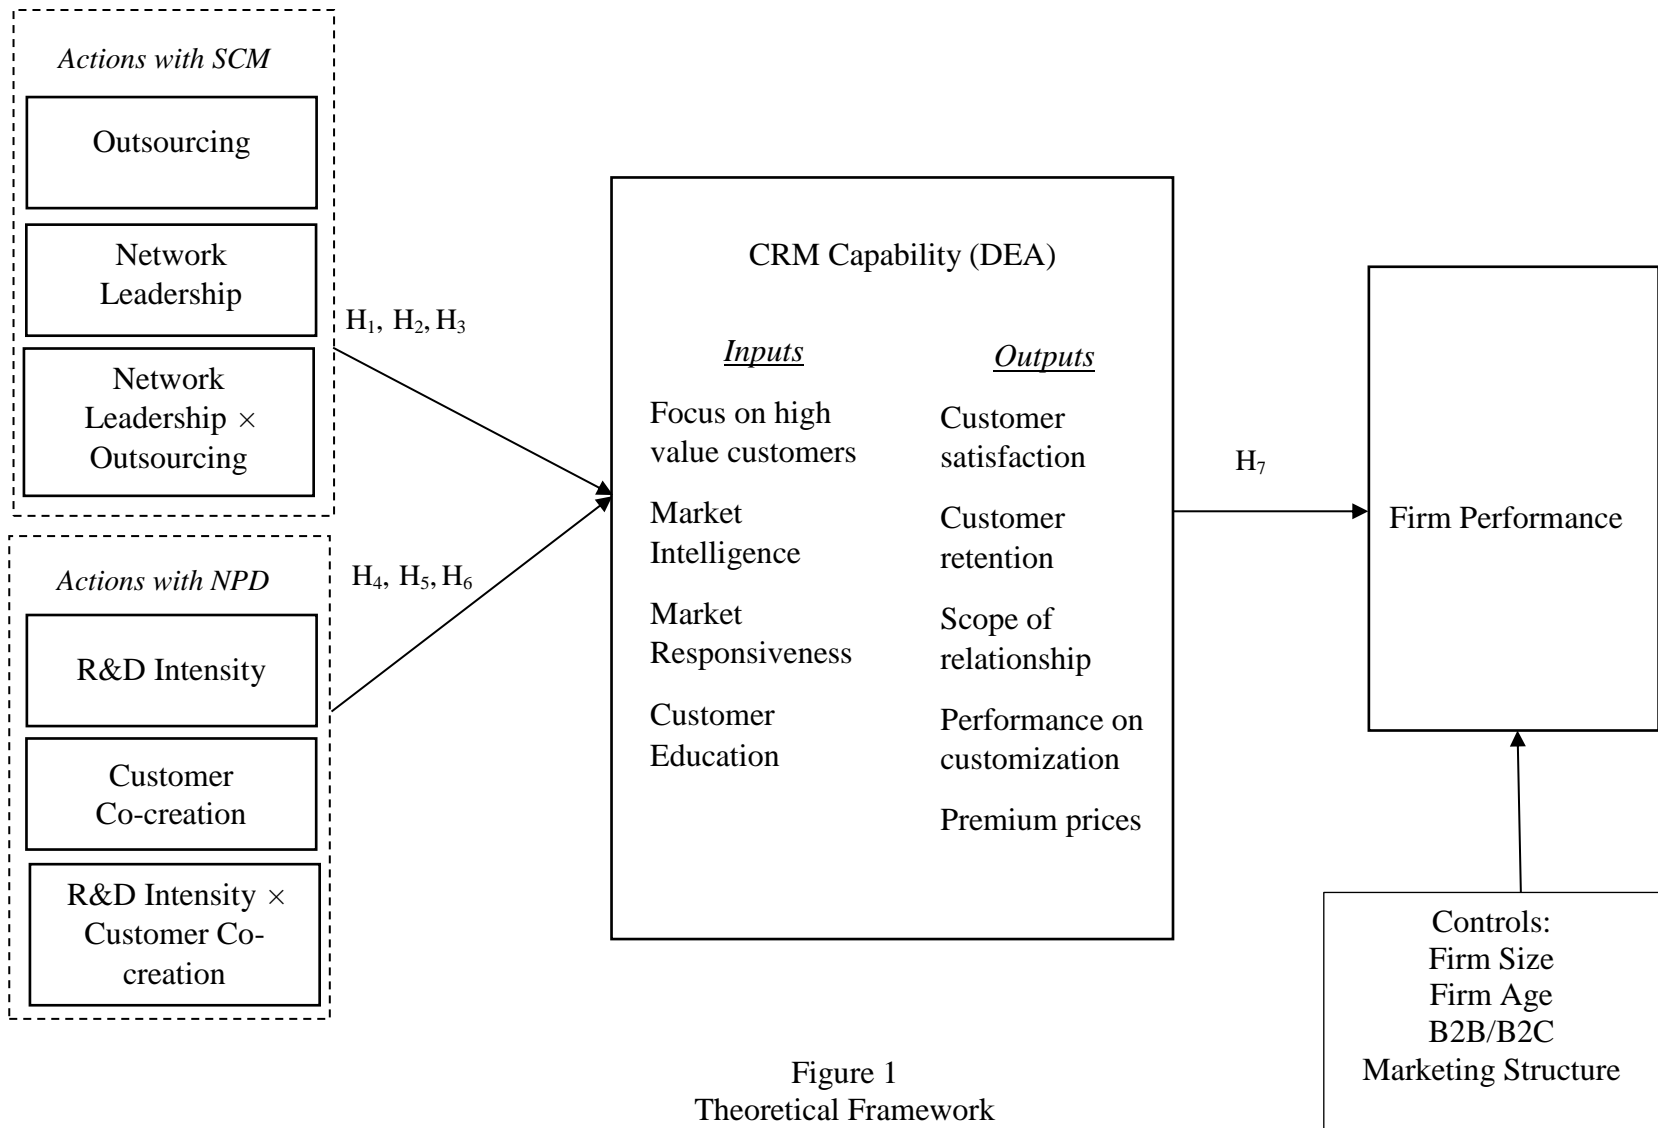 Actions with SCM
Outsourcing
Network
Leadership
Network
Leadership ×
Outsourcing
H1, H2, H3
Actions with NPD
R&D Intensity
Customer
Co-creation
R&D Intensity ×
Customer Co-
creation
H4, H5, H6
CRM Capability (DEA)
Inputs
Focus on high
value customers
Market
Intelligence
Market
Responsiveness
Customer
Education
Outputs
Customer
satisfaction
Customer
retention
Scope of
relationship
Performance on
customization
Premium prices
H7
Firm Performance
Controls:
Firm Size
Firm Age
B2B/B2C
Marketing Structure
Figure 1
Theoretical Framework